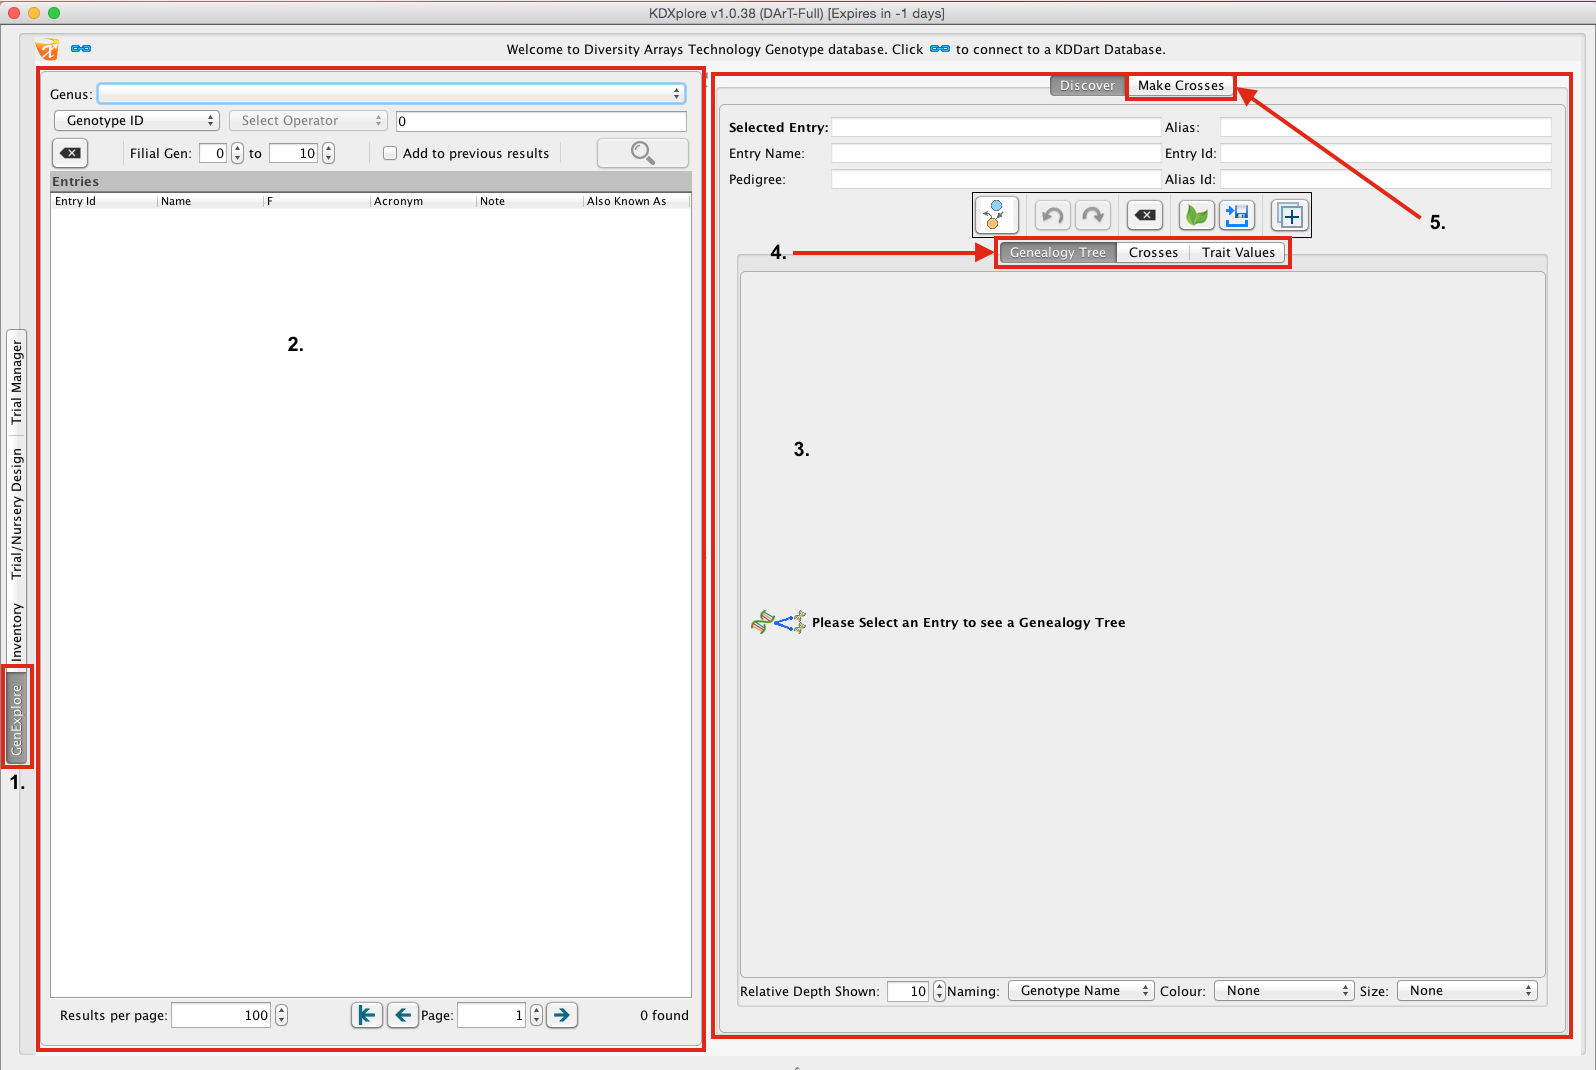 KDXplore v1.0.38 (DArT-Full) [Expires in -1 days]
Welcome to Diversity Arrays Technology Genotype database. Click to connect to a KDDart Database.
Trial Manager
Trial/Nursery Design
Inventory
GenExplore
1.
Genus:
Genotype ID Select Operator 0
Filial Gen: 0 to 10 Add to previous results
Entries
Entry Id Name F Acronym Note Also Known As
2.
Results per page: 100 Page: 1 0 found
Discover Make Crosses
Selected Entry: Alias:
Entry Name: Entry Id:
Pedigree: Alias Id:
5.
4.
Genealogy Tree Crosses Trait Values
3.
Please Select an Entry to see a Genealogy Tree
Relative Depth Shown: 10 Naming: Genotype Name Colour: None Size: None